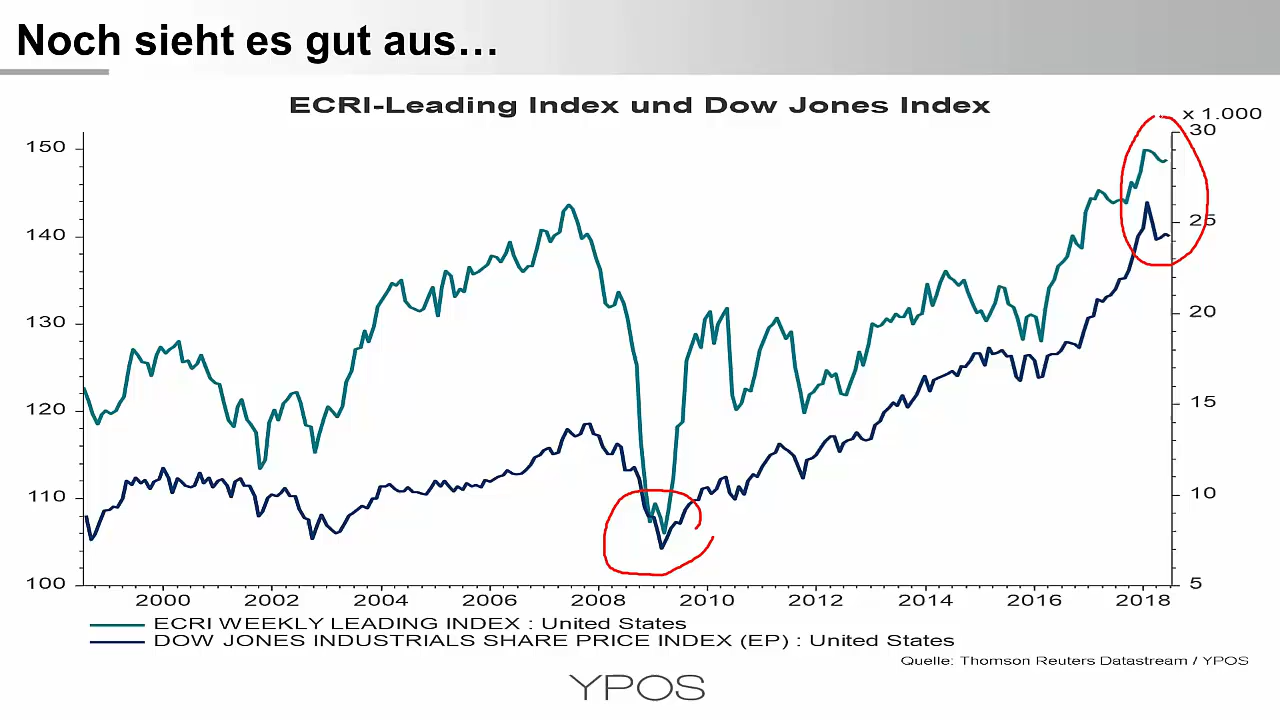 Noch sieht es gut aus…
ECRI-Leading Index und Dow Jones Index
x 1.000
150
140
130
120
110
100
30
25
20
15
10
5
2000 2002 2004 2006 2008 2010 2012 2014 2016 2018
ECRI WEEKLY LEADING INDEX : United States
DOW JONES INDUSTRIALS SHARE PRICE INDEX (EP) : United States
Quelle: Thomson Reuters Datastream / YPOS
YPOS